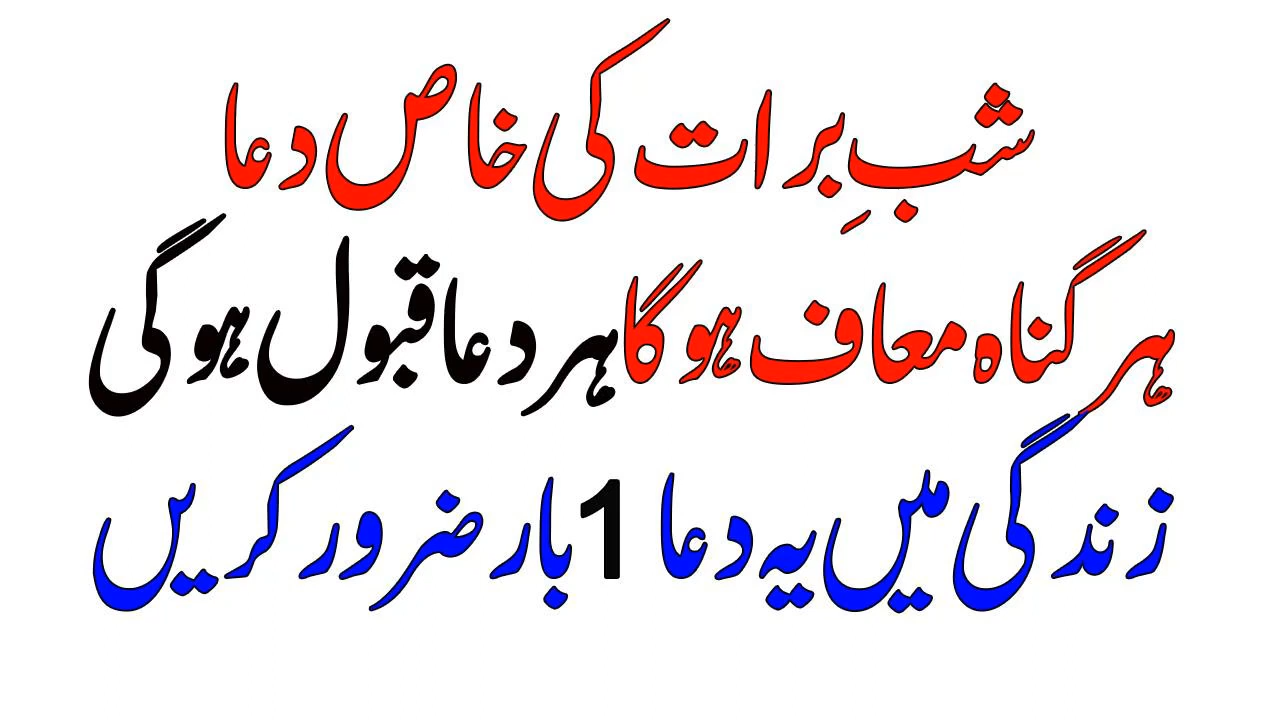 شبِ برات کی خاص دعا
ہر گناہ معاف ہو گا ہر دعا قبول ہو گی
زندگی میں یہ دعا 1 بار ضرور کریں